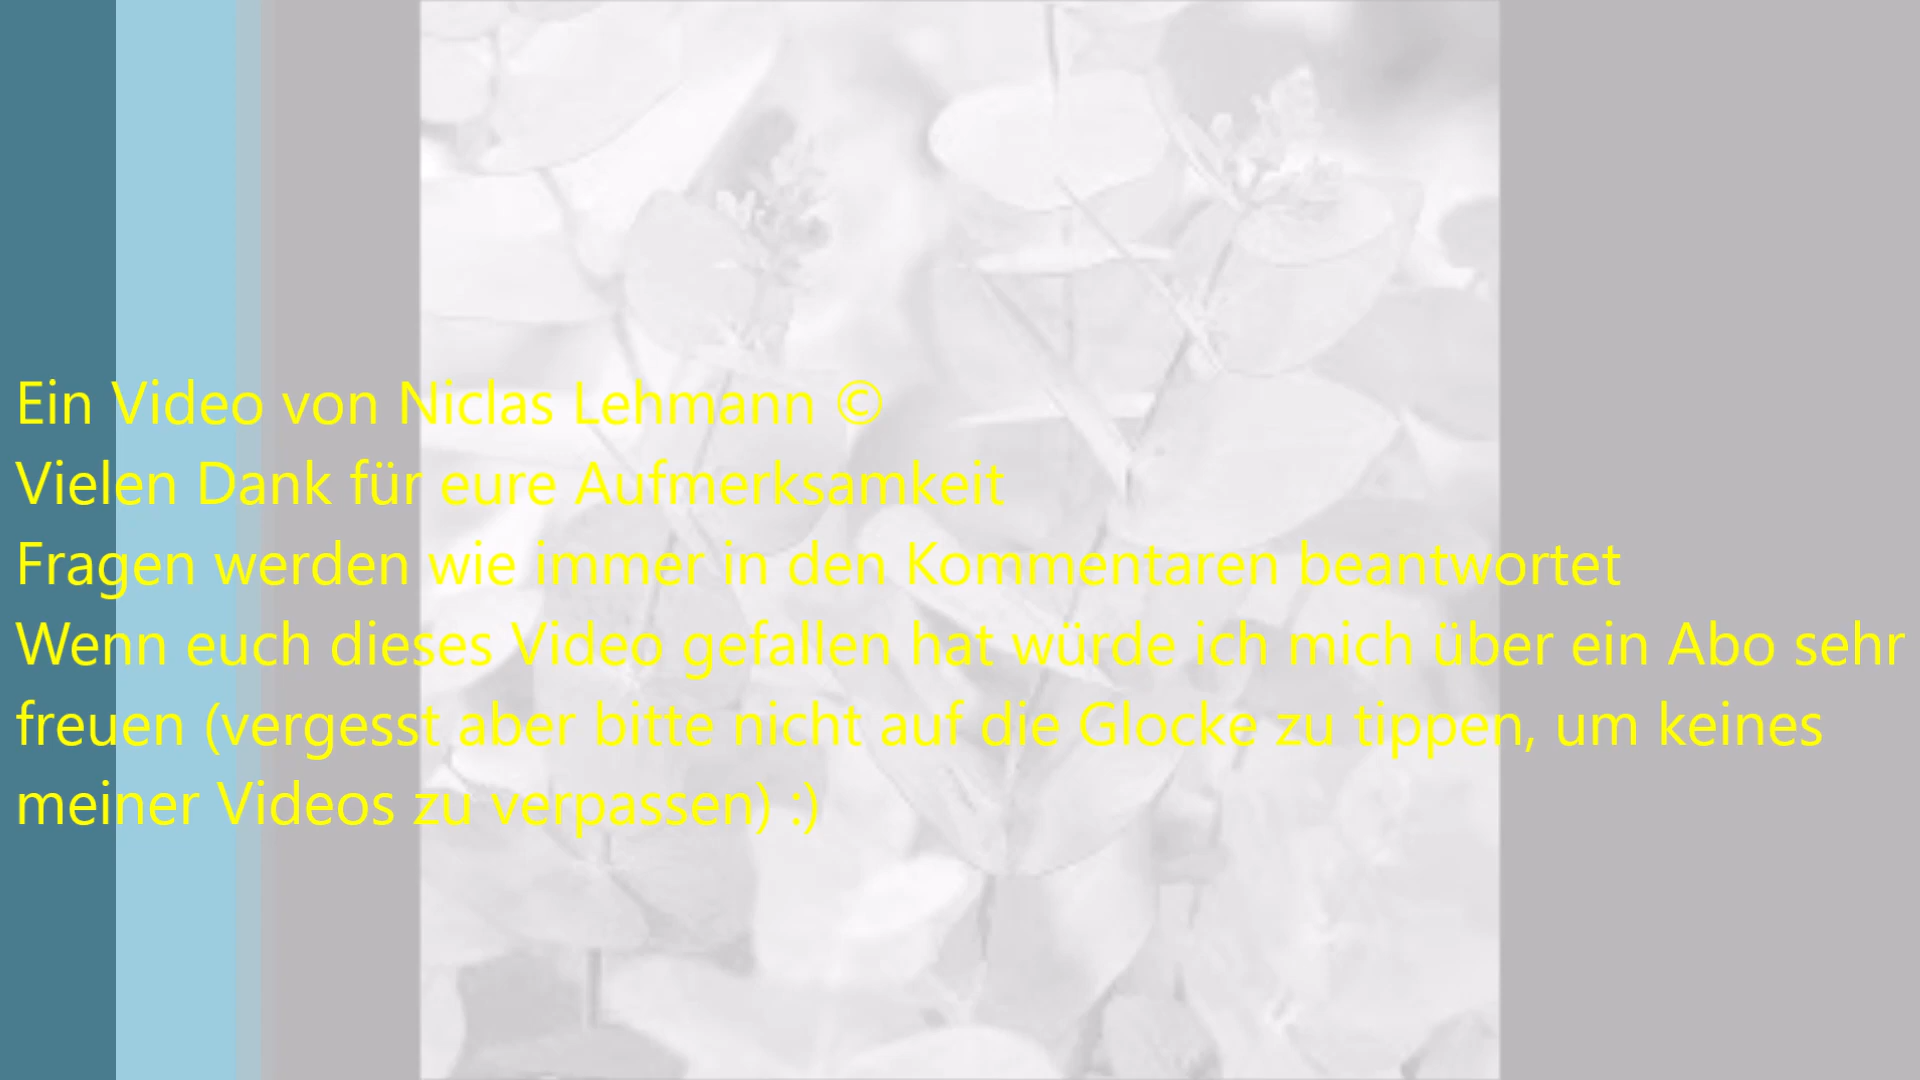 Ein Video von Niclas Lehmann ©
Vielen Dank für eure Aufmerksamkeit
Fragen werden wie immer in den Kommentaren beantwortet
Wenn euch dieses Video gefallen hat würde ich mich über ein Abo sehr
freuen (vergesst aber bitte nicht auf die Glocke zu tippen, um keines
meiner Videos zu verpassen) :)